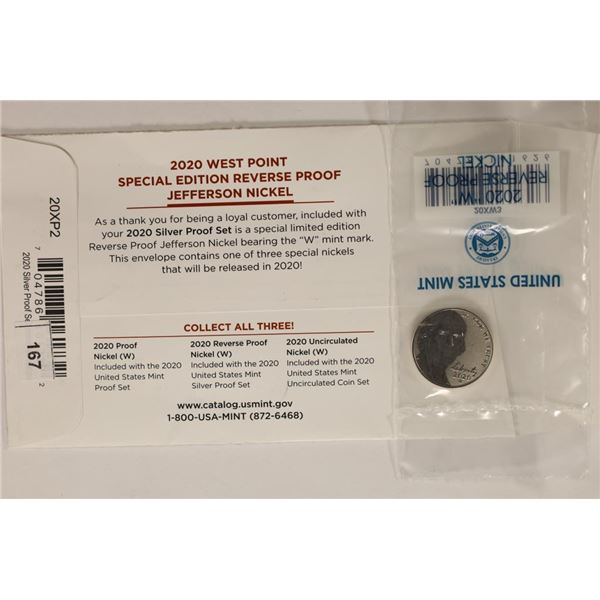 2020 WEST POINT
SPECIAL EDITION REVERSE PROOF
JEFFERSON NICKEL
As a thank you for being a loyal customer, included with
your 2020 Silver Proof Set is a special limited edition
Reverse Proof Jefferson Nickel bearing the “W” mint mark.
This envelope contains one of three special nickels
that will be released in 2020!
COLLECT ALL THREE!
2020 Proof
Nickel (W)
Included with the 2020
United States Mint
Proof Set
2020 Reverse Proof
Nickel (W)
Included with the 2020
United States Mint
Silver Proof Set
2020 Uncirculated
Nickel (W)
Included with the 2020
United States Mint
Uncirculated Coin Set
www.catalog.usmint.gov
1-800-USA-MINT (872-6468)
20XP2
7 04786 2
2020 Silver Proof Se
167
2020 "W"
REVERSE PROOF
NICKEL
20XW3
UNITED STATES MINT
Liberty
2020